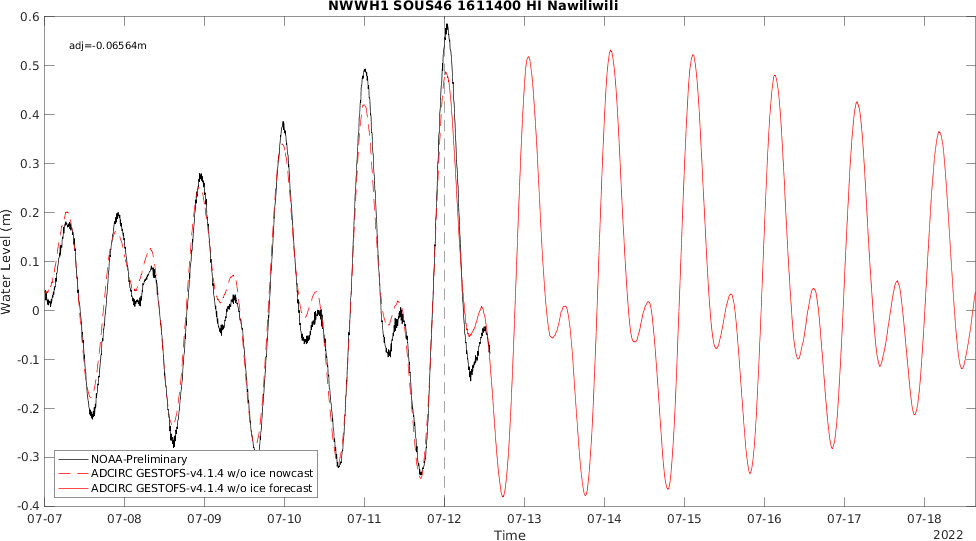 NWWH1 SOUS46 1611400 HI Nawiliwili
adj=-0.06564m
Water Level (m)
0.6
0.5
0.4
0.3
0.2
0.1
0
-0.1
-0.2
-0.3
-0.4
NOAA-Preliminary
ADCIRC GESTOFS-v4.1.4 w/o ice nowcast
ADCIRC GESTOFS-v4.1.4 w/o ice forecast
07-07 07-08 07-09 07-10 07-11 07-12 07-13 07-14 07-15 07-16 07-17 07-18
Time
2022